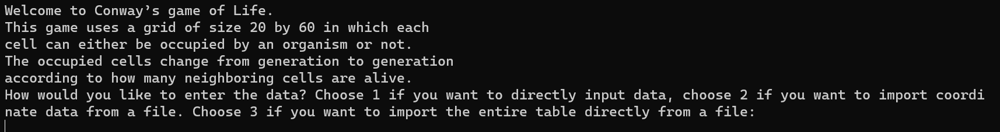 Welcome to Conway’s game of Life.
This game uses a grid of size 20 by 60 in which each
cell can either be occupied by an organism or not.
The occupied cells change from generation to generation
according to how many neighboring cells are alive.
How would you like to enter the data? Choose 1 if you want to directly input data, choose 2 if you want to import coordi
nate data from a file. Choose 3 if you want to import the entire table directly from a file: